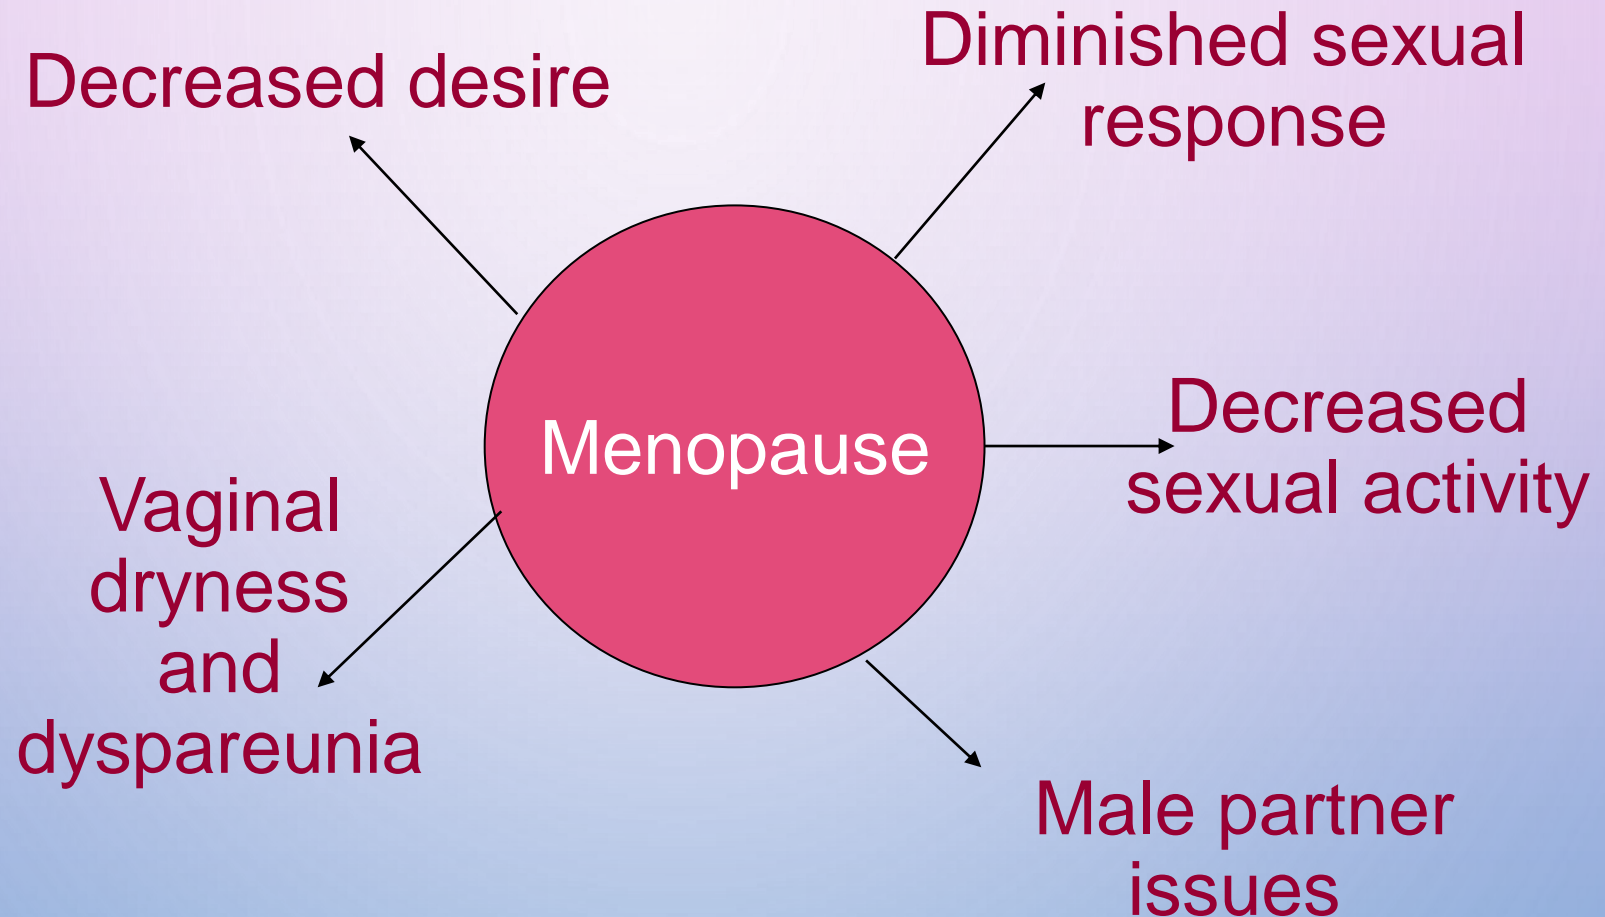 Decreased desire
Diminished sexual
response
Menopause
Decreased
sexual activity
Vaginal
dryness
and
dyspareunia
Male partner
issues